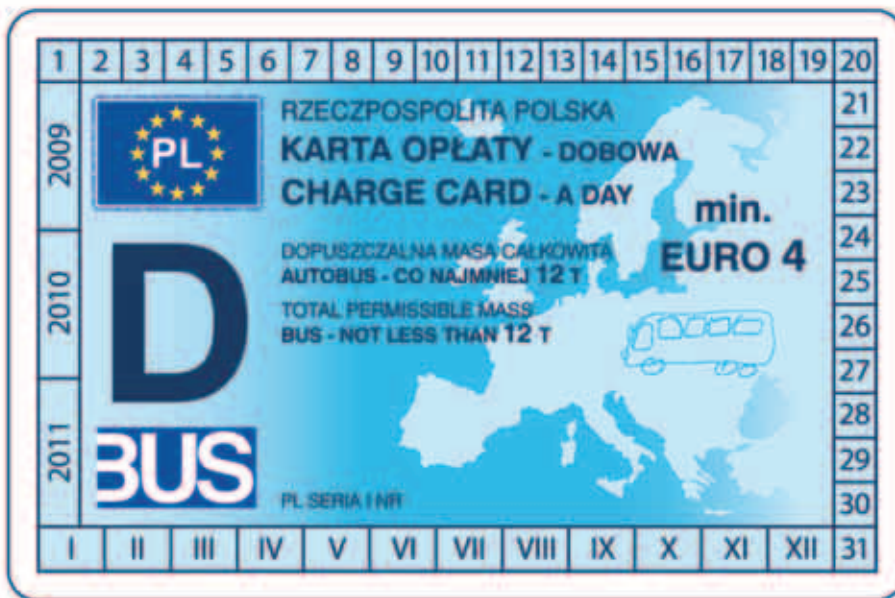 1 2 3 4 5 6 7 8 9 10 11 12 13 14 15 16 17 18 19 20
21
22
23
24
25
26
27
28
29
30
31
2009
2010
2011
PL
RZECZPOSPOLITA POLSKA
KARTA OPŁATY - DOBOWA
CHARGE CARD - A DAY
min.
EURO 4
D
DOPUSZCZALNA MASA CAŁKOWITA
AUTOBUS - CO NAJMNIEJ 12 T
TOTAL PERMISSIBLE MASS
BUS - NOT LESS THAN 12 T
BUS
PL SERIA I NR
I II III IV V VI VII VIII IX X XI XII